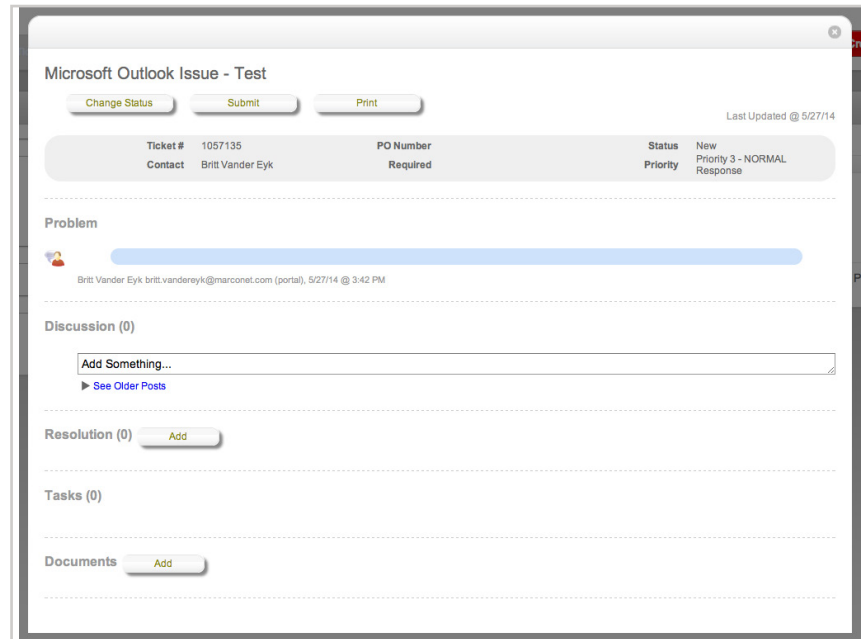 Microsoft Outlook Issue - Test
Change Status Submit Print
Last Updated @ 5/27/14
Ticket # 1057135 PO Number Status New
Contact Britt Vander Eyk Required Priority Priority 3 - NORMAL
Response
Problem
Britt Vander Eyk britt.vandereyk@marconet.com (portal), 5/27/14 @ 3:42 PM
Discussion (0)
Add Something...
See Older Posts
Resolution (0) Add
Tasks (0)
Documents Add